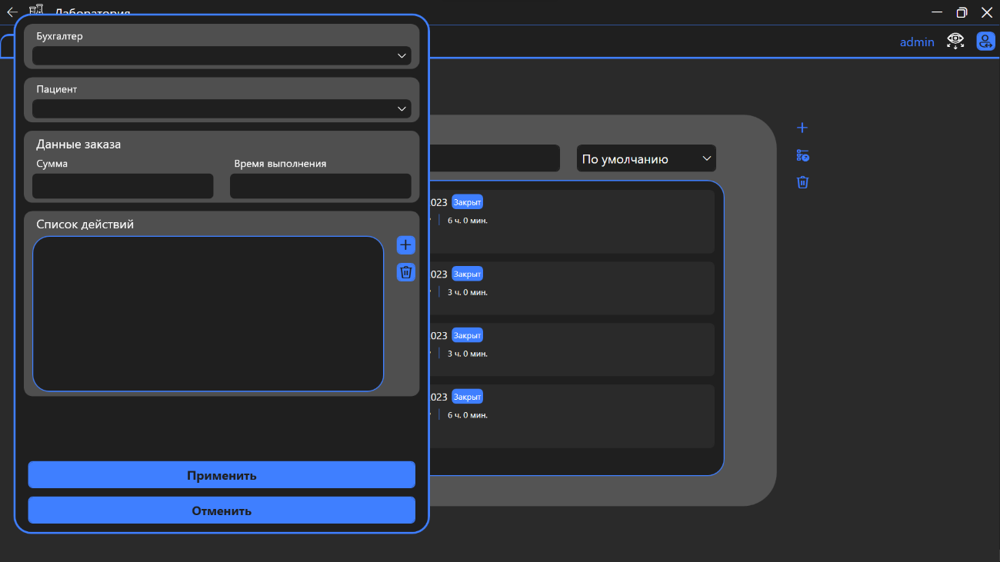 Лаборатория
admin
Бухгалтер
Пациент
Данные заказа
Сумма
Время выполнения
Список действий
Применить
Отменить
По умолчанию
023 Закрыт
6 ч. 0 мин.
023 Закрыт
3 ч. 0 мин.
023 Закрыт
3 ч. 0 мин.
023 Закрыт
6 ч. 0 мин.